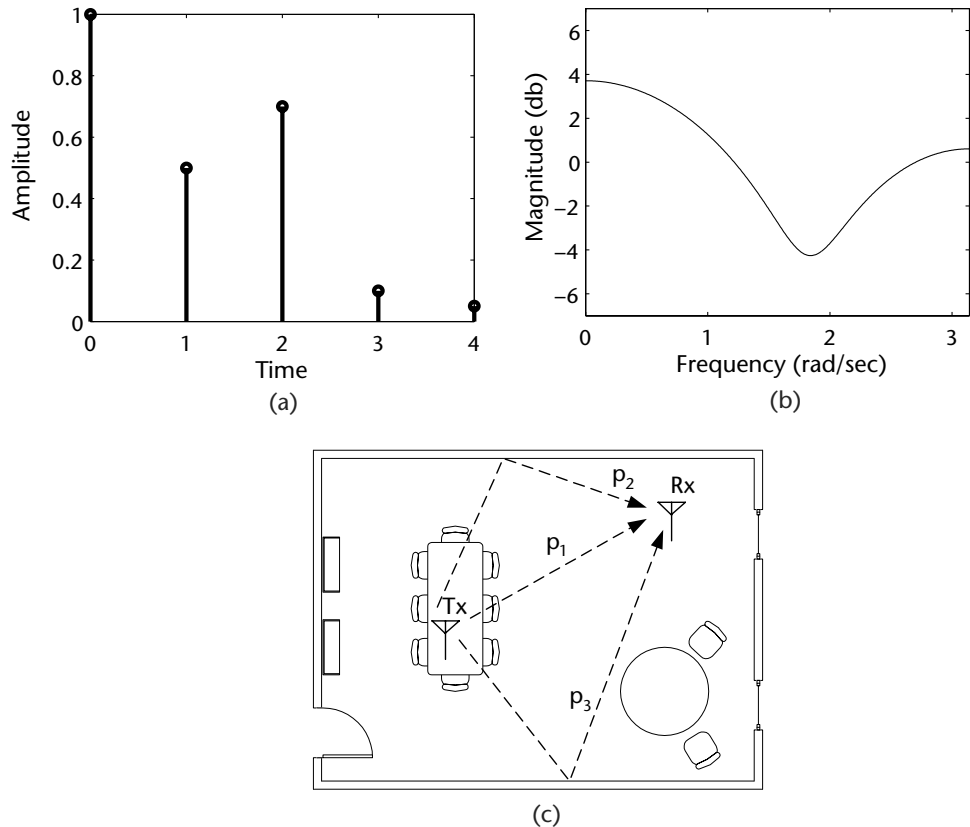 1
0.8
0.6
0.4
0.2
0
Amplitude
0 1 2 3 4
Time
(a)
6
4
2
0
−2
−4
−6
Magnitude (db)
0 1 2 3
Frequency (rad/sec)
(b)
p2
Rx
p1
Tx
p3
(c)